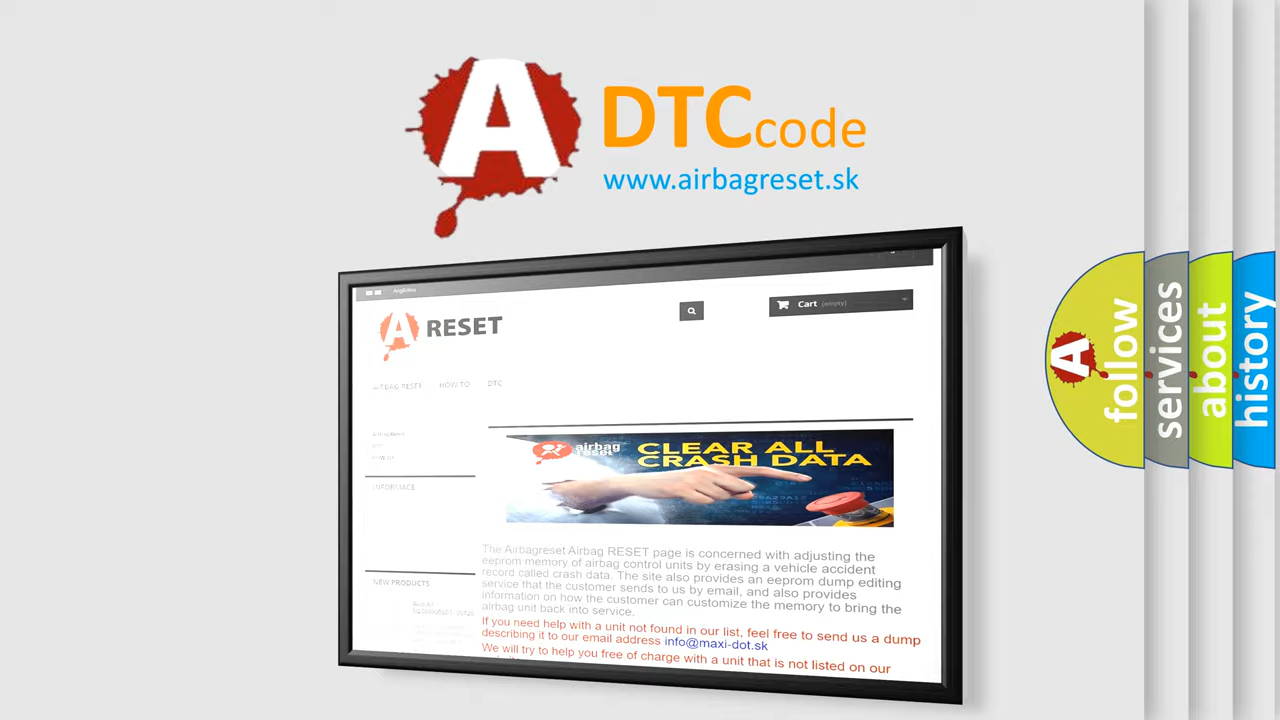 A DTCcode
www.airbagreset.sk
A RESET
Cart (empty)
AIRBAG RESET HOW TO DTC
INFORMACE
airbag
reset
CLEAR ALL
CRASH DATA
NEW PRODUCTS
The Airbagreset Airbag RESET page is concerned with adjusting the
eeprom memory of airbag control units by erasing a vehicle accident
record called crash data. The site also provides an eeprom dump editing
service that the customer sends to us by email, and also provides
information on how the customer can customize the memory to bring the
airbag unit back into service.
If you need help with a unit not found in our list, feel free to send us a dump
describing it to our email address info@maxi-dot.sk
We will try to help you free of charge with a unit that is not listed on our
A follow
services
about
history